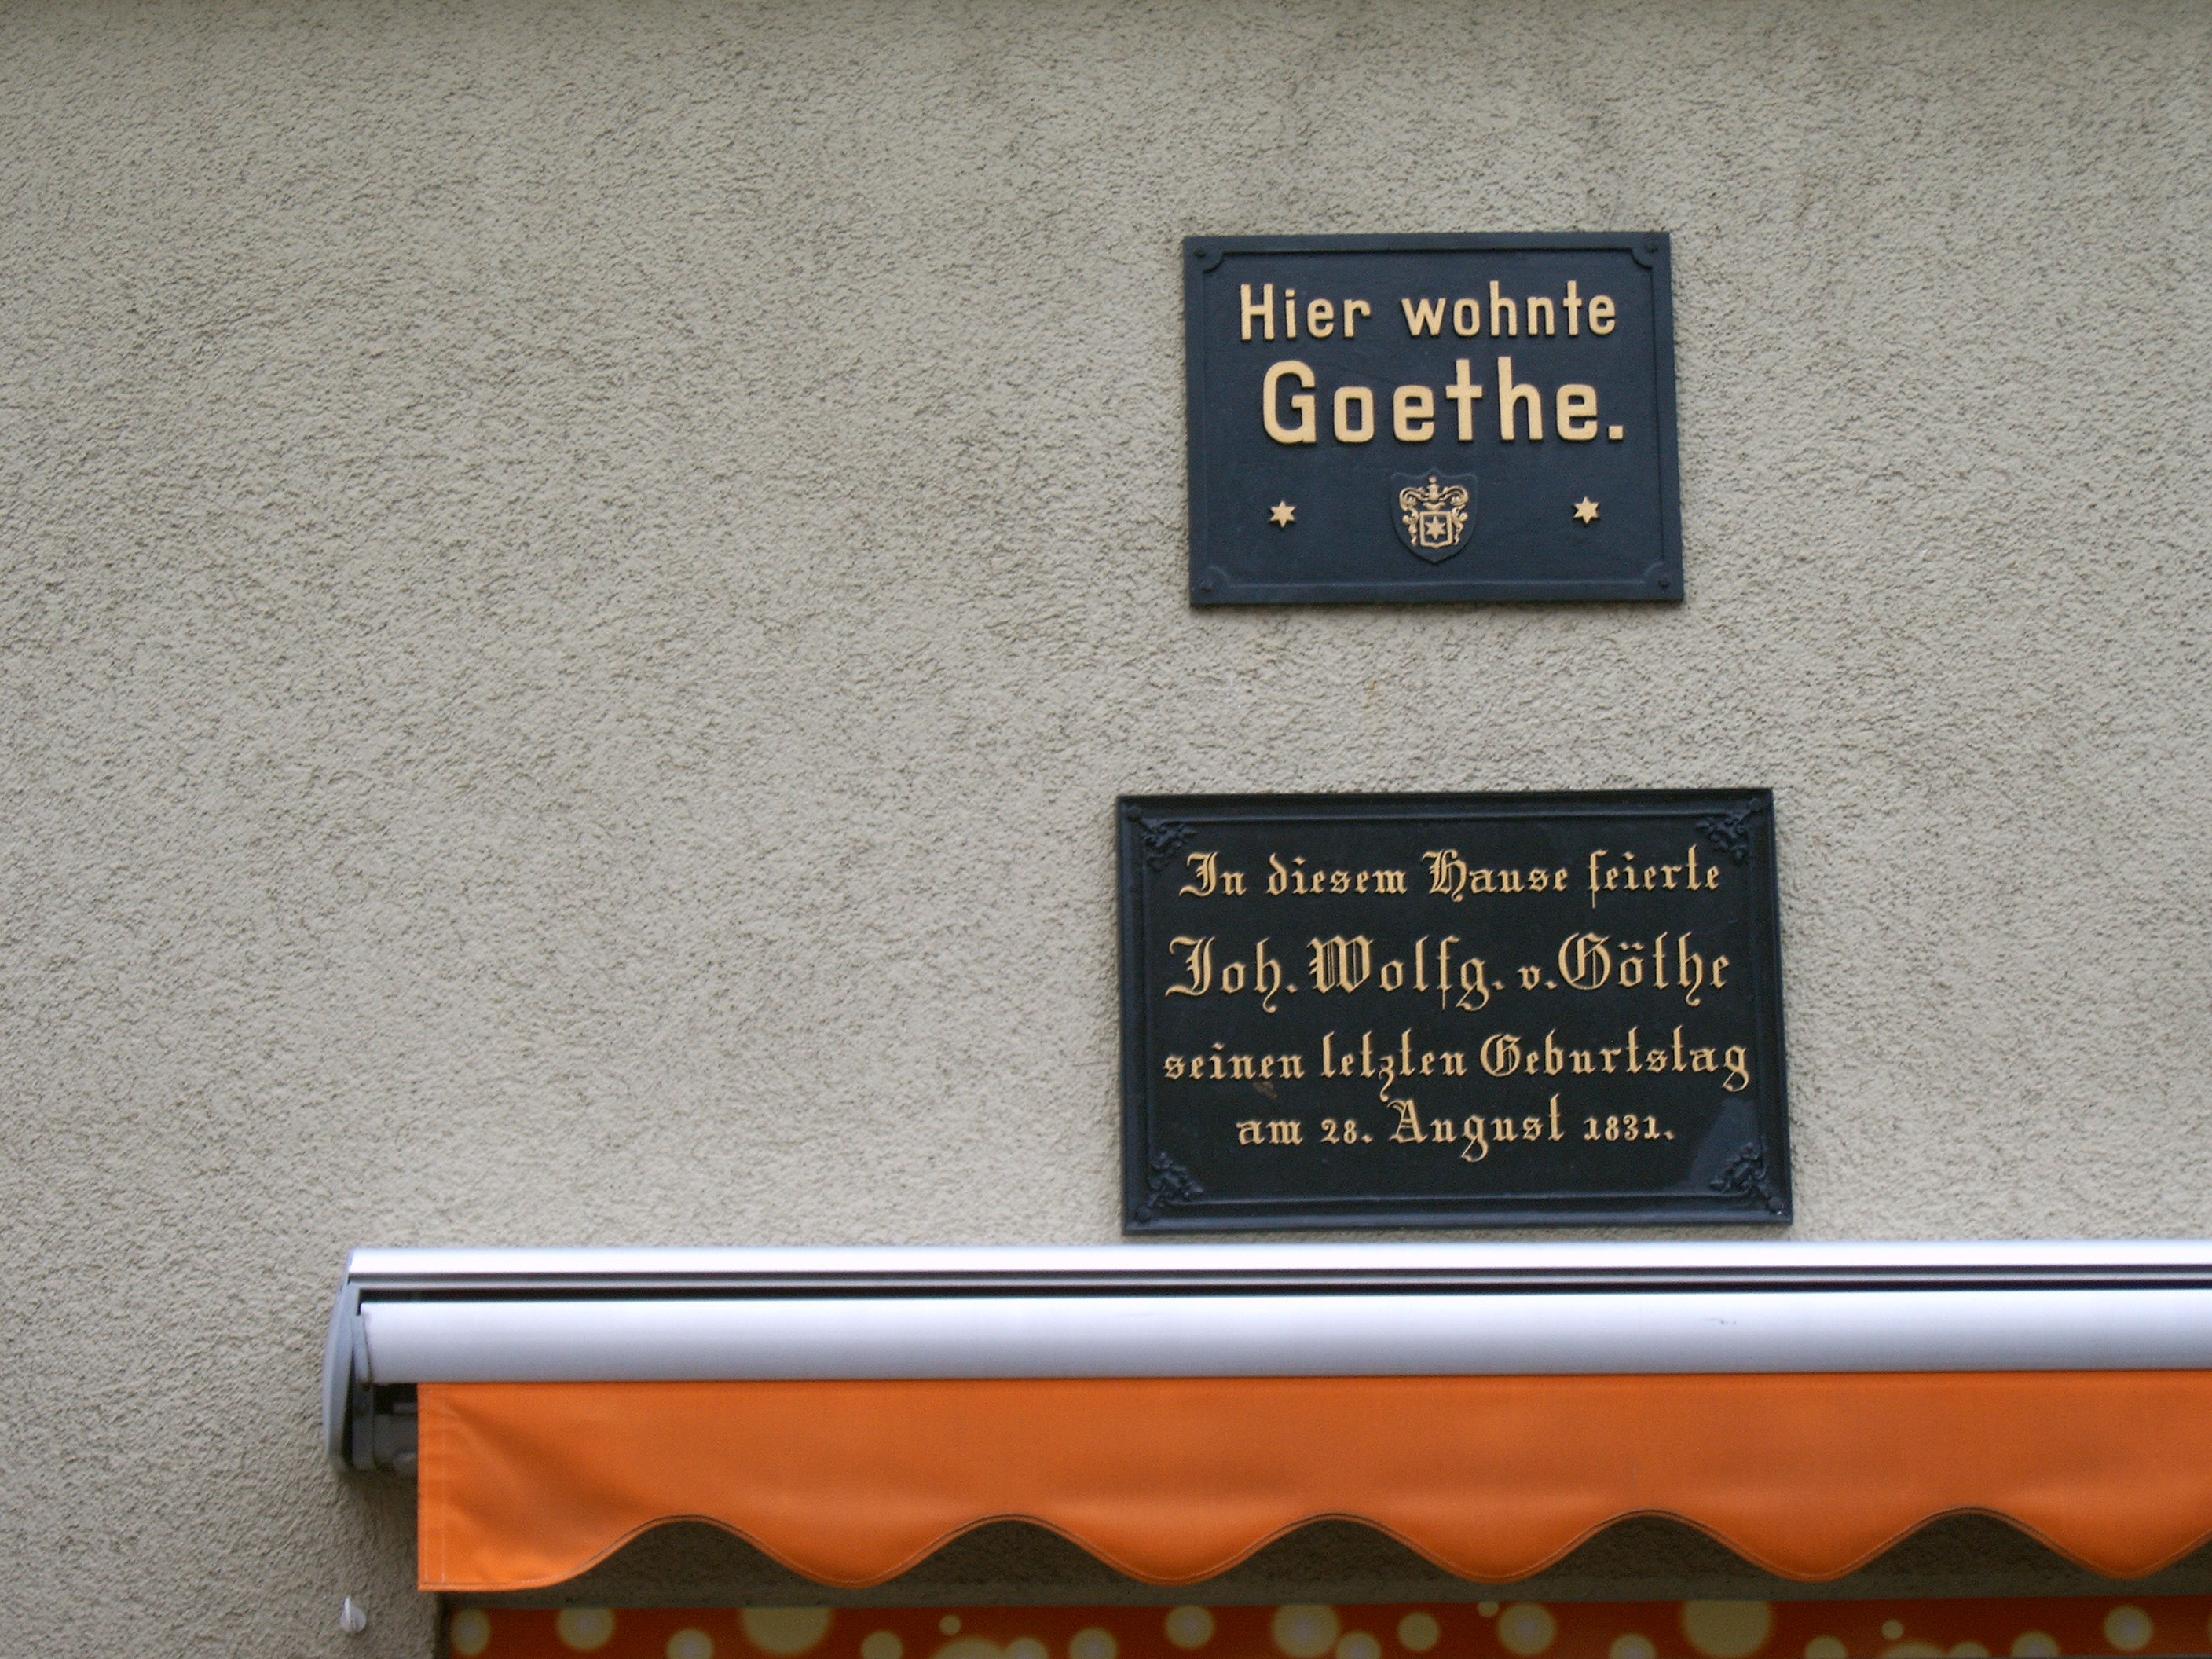 Hier wohnte
Goethe.
In diesem Hause feierte
Joh. Wolfg. v. Göthe
seinen letzten Geburtstag
am 28. August 1831.